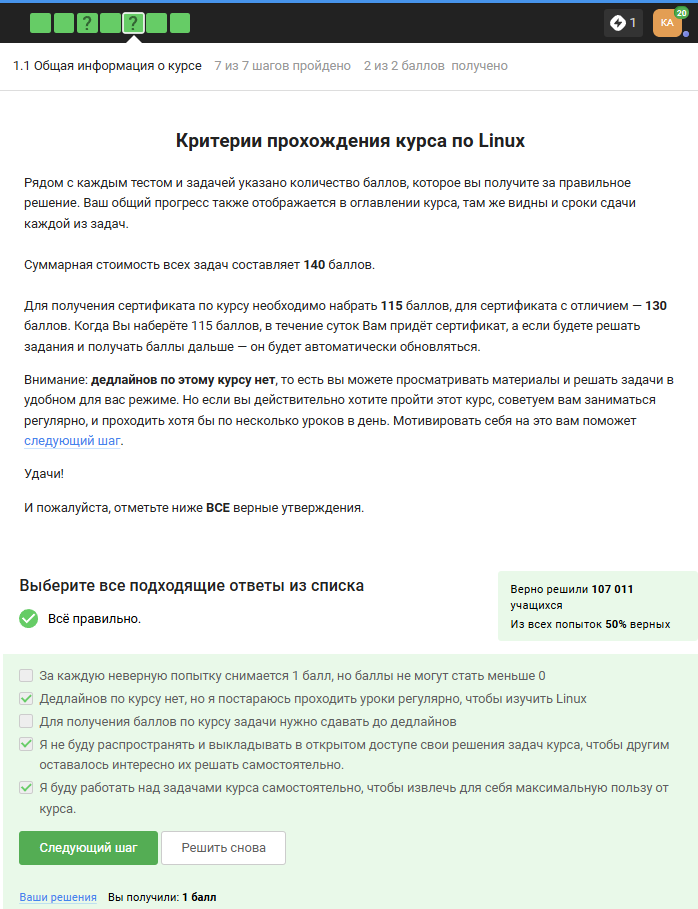 ? ? 1 КА 20
1.1 Общая информация о курсе 7 из 7 шагов пройдено 2 из 2 баллов получено
Критерии прохождения курса по Linux
Рядом с каждым тестом и задачей указано количество баллов, которое вы получите за правильное
решение. Ваш общий прогресс также отображается в оглавлении курса, там же видны и сроки сдачи
каждой из задач.
Суммарная стоимость всех задач составляет 140 баллов.
Для получения сертификата по курсу необходимо набрать 115 баллов, для сертификата с отличием — 130
баллов. Когда Вы наберёте 115 баллов, в течение суток Вам придёт сертификат, а если будете решать
задания и получать баллы дальше — он будет автоматически обновляться.
Внимание: дедлайнов по этому курсу нет, то есть вы можете просматривать материалы и решать задачи в
удобном для вас режиме. Но если вы действительно хотите пройти этот курс, советуем вам заниматься
регулярно, и проходить хотя бы по несколько уроков в день. Мотивировать себя на это вам поможет
следующий шаг.
Удачи!
И пожалуйста, отметьте ниже ВСЕ верные утверждения.
Выберите все подходящие ответы из списка
Всё правильно.
Верно решили 107 011
учащихся
Из всех попыток 50% верных
За каждую неверную попытку снимается 1 балл, но баллы не могут стать меньше 0
Дедлайнов по курсу нет, но я постараюсь проходить уроки регулярно, чтобы изучить Linux
Для получения баллов по курсу задачи нужно сдавать до дедлайнов
Я не буду распространять и выкладывать в открытом доступе свои решения задач курса, чтобы другим
оставалось интересно их решать самостоятельно.
Я буду работать над задачами курса самостоятельно, чтобы извлечь для себя максимальную пользу от
курса.
Следующий шаг Решить снова
Ваши решения Вы получили: 1 балл